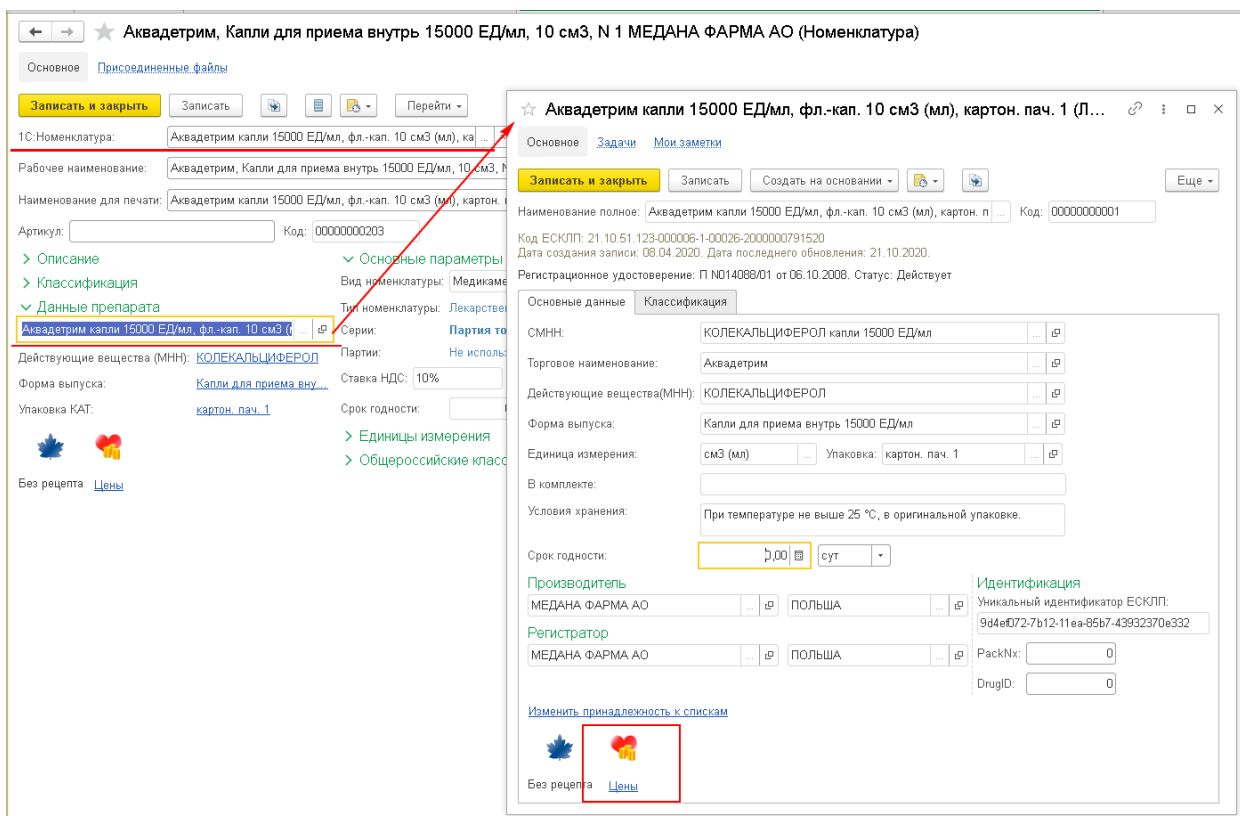 Аквадетрим, Капли для приема внутрь 15000 ЕД/мл, 10 см3, N 1 МЕДАНА ФАРМА АО (Номенклатура)
Основное Присоединенные файлы
Записать и закрыть Записать Перейти
1С:Номенклатура: Аквадетрим капли 15000 ЕД/мл, фл.-кап. 10 см3 (мл), ка ...
Рабочее наименование: Аквадетрим, Капли для приема внутрь 15000 ЕД/мл, 10 см3, N
Наименование для печати: Аквадетрим капли 15000 ЕД/мл, фл.-кап. 10 см3 (мл), картон.
Артикул: Код: 00000000203
Описание
Классификация
Данные препарата
Аквадетрим капли 15000 ЕД/мл, фл.-кап. 10 см3 ( ...
Действующие вещества (МНН): КОЛЕКАЛЬЦИФЕРОЛ
Форма выпуска: Капли для приема вну...
Упаковка КАТ: картон. пач. 1
Без рецепта Цены
Основные параметры
Вид номенклатуры: Медикаме
Тип номенклатуры: Лекарстве
Серии: Партия то
Партии: Не исполь
Ставка НДС: 10%
Срок годности:
Единицы измерения
Общероссийские класс
Аквадетрим капли 15000 ЕД/мл, фл.-кап. 10 см3 (мл), картон. пач. 1 (Л...
Основное Задачи Мои заметки
Записать и закрыть Записать Создать на основании Еще
Наименование полное: Аквадетрим капли 15000 ЕД/мл, фл.-кап. 10 см3 (мл), картон. п ... Код: 00000000001
Код ЕСКЛП: 21.10.51.123-000006-1-00026-2000000791520
Дата создания записи: 08.04.2020. Дата последнего обновления: 21.10.2020.
Регистрационное удостоверение: П N014088/01 от 06.10.2008. Статус: Действует
Основные данные Классификация
СМНН: КОЛЕКАЛЬЦИФЕРОЛ капли 15000 ЕД/мл ...
Торговое наименование: Аквадетрим ...
Действующие вещества(МНН): КОЛЕКАЛЬЦИФЕРОЛ ...
Форма выпуска: Капли для приема внутрь 15000 ЕД/мл ...
Единица измерения: см3 (мл) ... Упаковка: картон. пач. 1 ...
В комплекте:
Условия хранения: При температуре не выше 25 °С, в оригинальной упаковке.
Срок годности: 0,00 сут
Производитель
МЕДАНА ФАРМА АО ... ПОЛЬША ...
Регистратор
МЕДАНА ФАРМА АО ... ПОЛЬША ...
Идентификация
Уникальный идентификатор ЕСКЛП:
9d4ef072-7b12-11ea-85b7-43932370e332
PackNx: 0
DrugID: 0
Изменить принадлежность к спискам
Без рецепта Цены